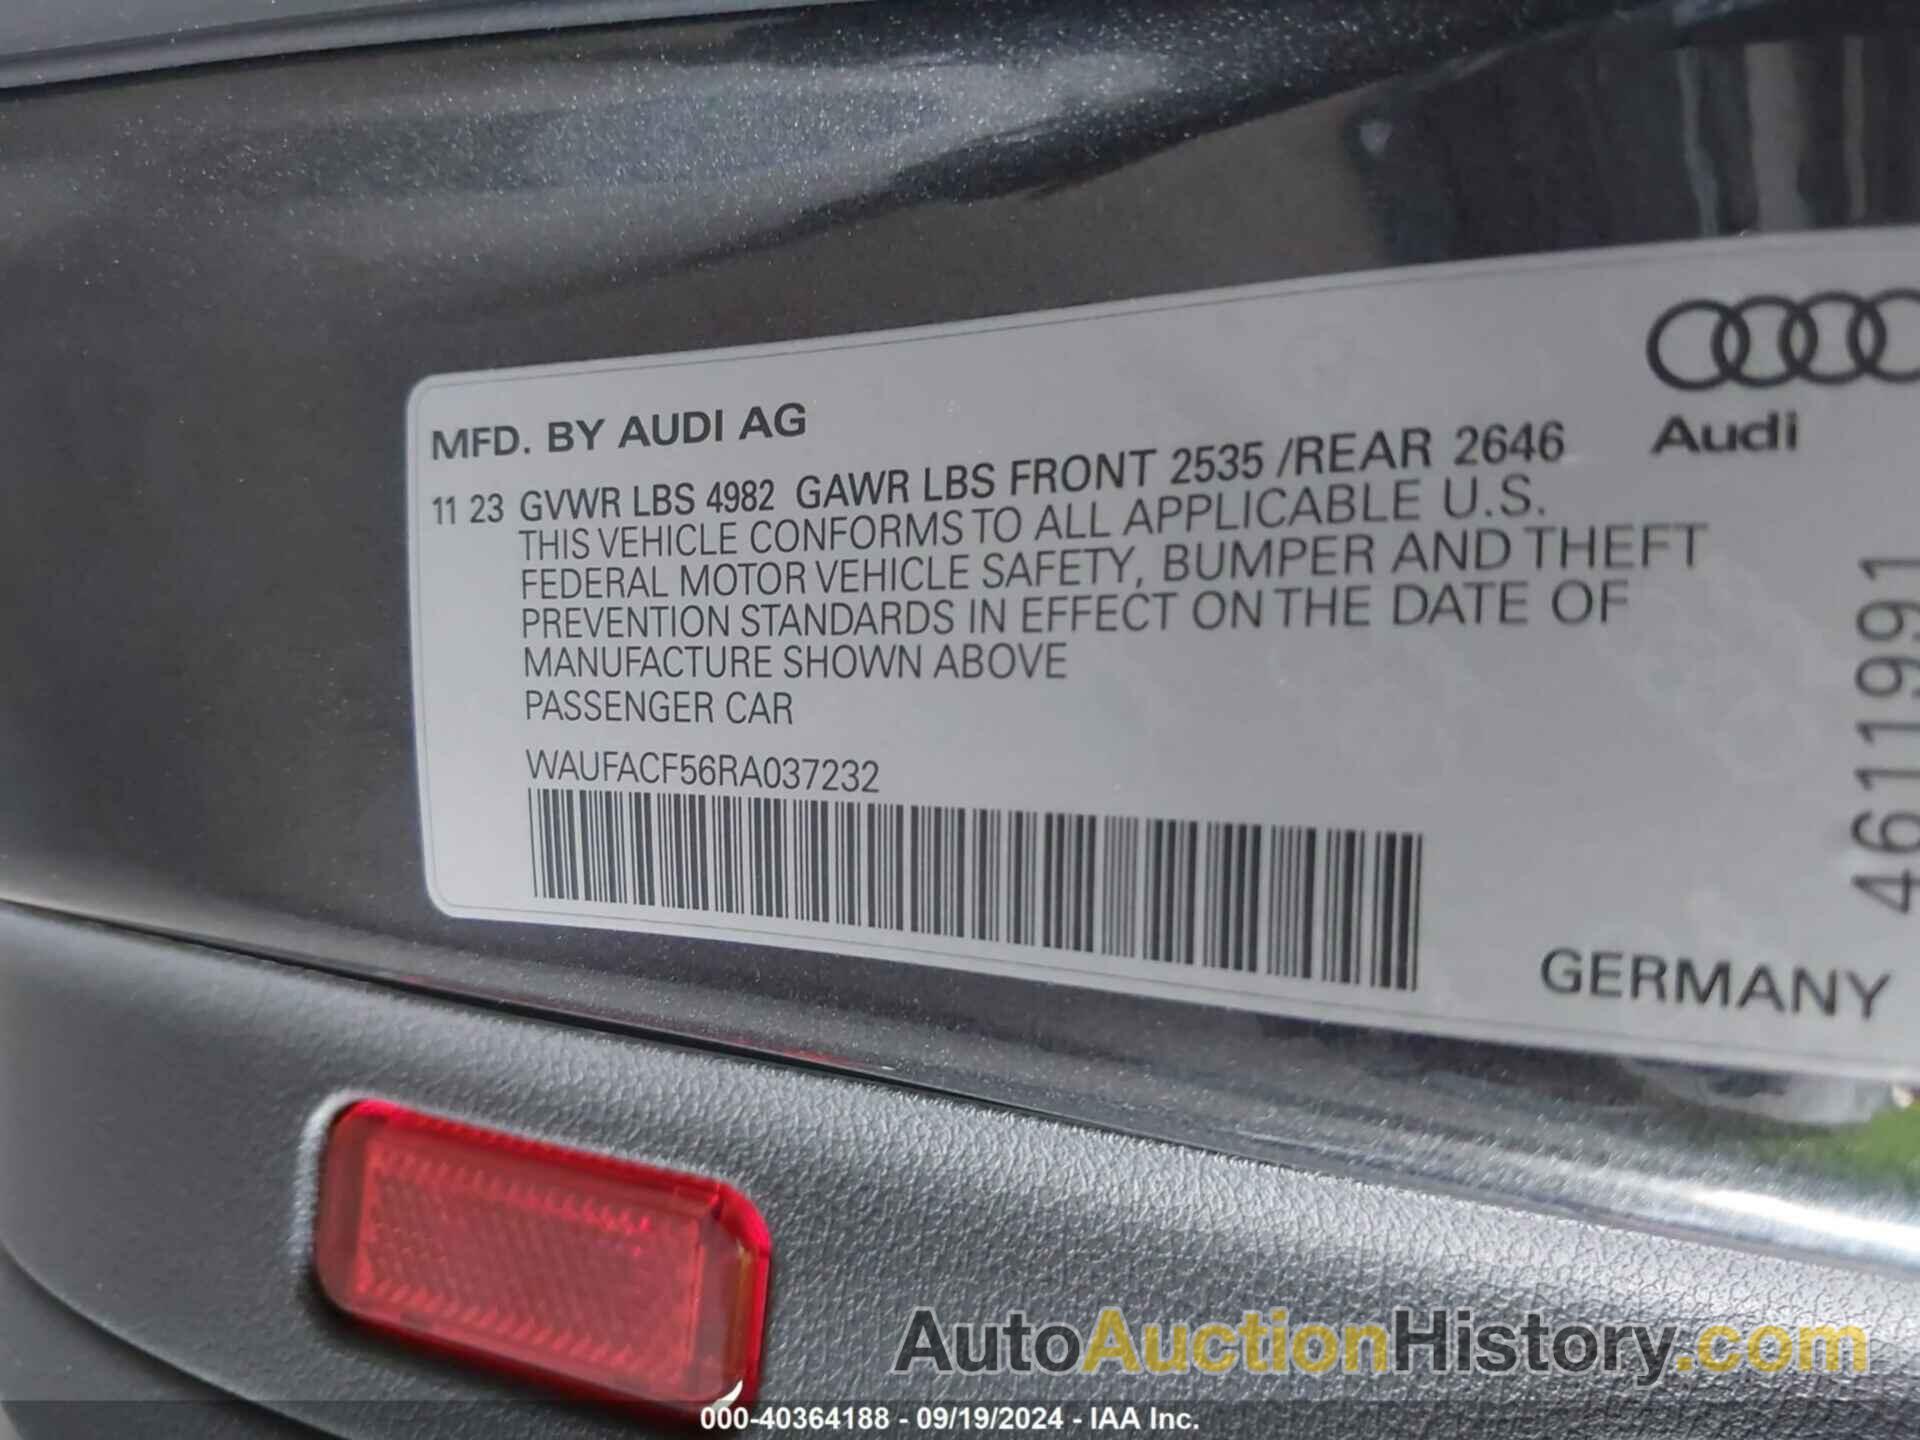 Audi
MFD. BY AUDI AG
11 23 GVWR LBS 4982 GAWR LBS FRONT 2535 /REAR 2646
THIS VEHICLE CONFORMS TO ALL APPLICABLE U.S.
FEDERAL MOTOR VEHICLE SAFETY, BUMPER AND THEFT
PREVENTION STANDARDS IN EFFECT ON THE DATE OF
MANUFACTURE SHOWN ABOVE
PASSENGER CAR
WAUFACF56RA037232
4611991
GERMANY
AutoAuctionHistory.com
000-40364188 - 09/19/2024 - IAA Inc.